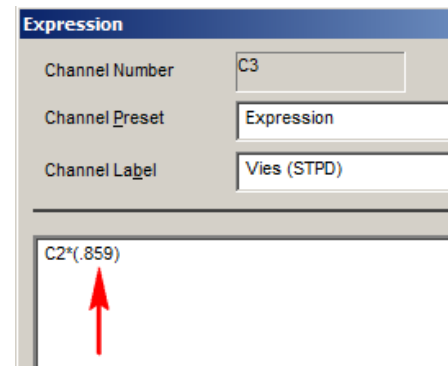 Expression
Channel Number C3
Channel Preset Expression
Channel Label Vies (STPD)
C2*(.859)